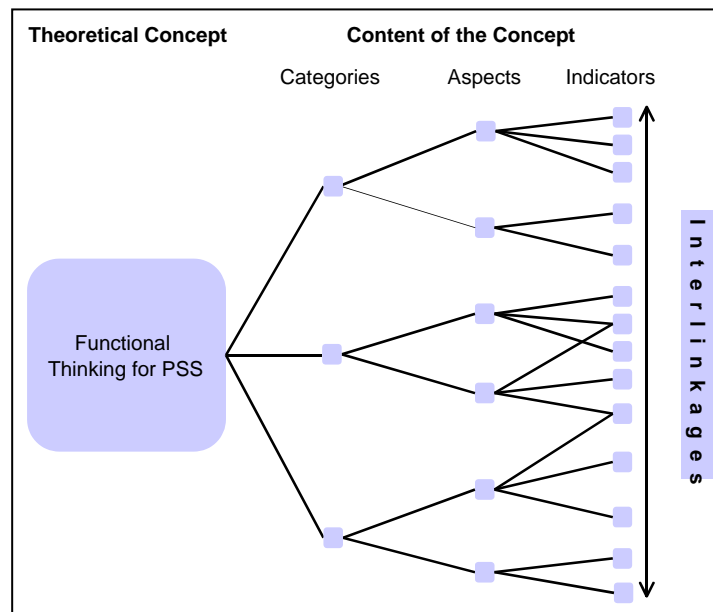 Theoretical Concept
Content of the Concept
Categories
Aspects
Indicators
Functional
Thinking for PSS
Interlinkages